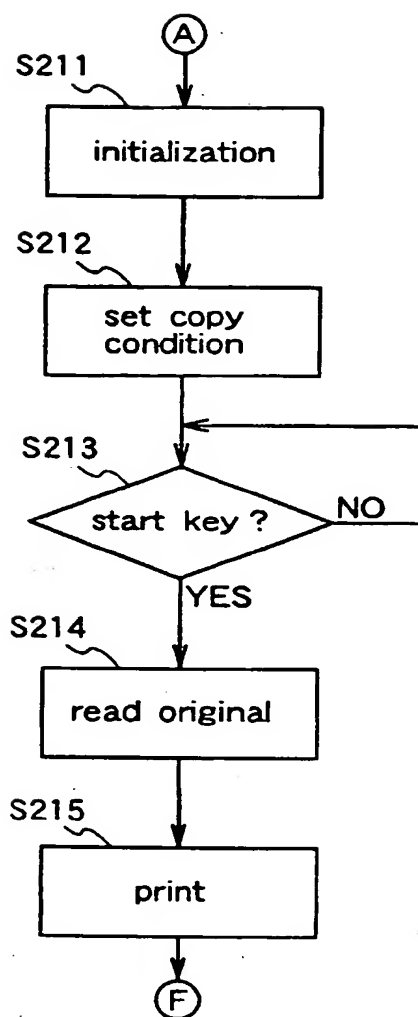 A
S211
initialization
S212
set copy
condition
S213
start key ?
NO
YES
S214
read original
S215
print
F